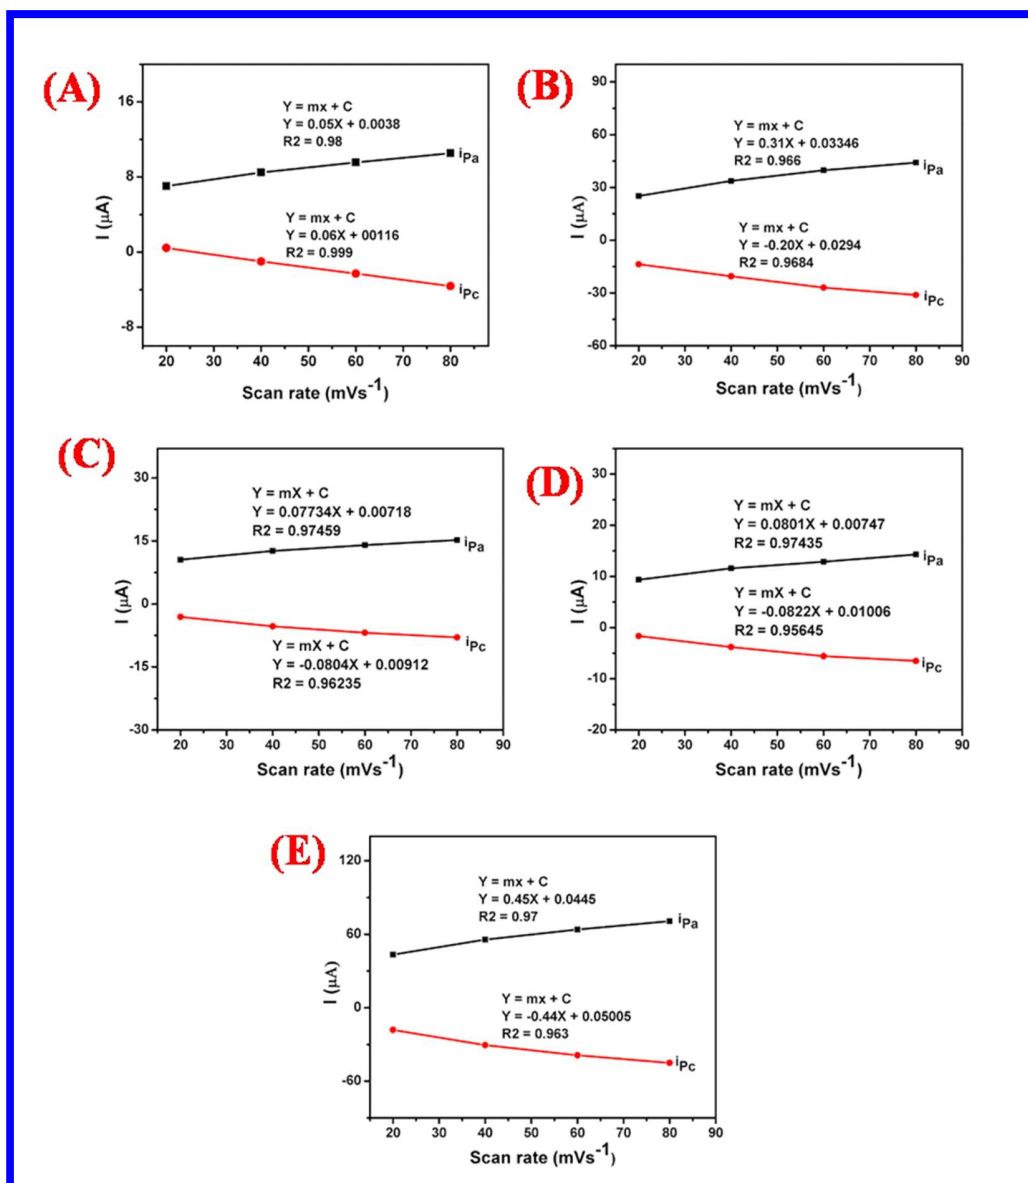 (A)
16
8
0
-8
I (µA)
Y = mx + C
Y = 0.05X + 0.0038
R2 = 0.98
iPa
Y = mx + C
Y = 0.06X + 00116
R2 = 0.999
iPc
20 30 40 50 60 70 80
Scan rate (mVs-1)
(B)
90
60
30
0
-30
-60
I (µA)
Y = mx + C
Y = 0.31X + 0.03346
R2 = 0.966
iPa
Y = mx + C
Y = -0.20X + 0.0294
R2 = 0.9684
iPc
20 30 40 50 60 70 80 90
Scan rate (mVs-1)
(C)
30
15
0
-15
-30
I (µA)
Y = mX + C
Y = 0.07734X + 0.00718
R2 = 0.97459
iPa
Y = mX + C
Y = -0.0804X + 0.00912
R2 = 0.96235
iPc
20 30 40 50 60 70 80 90
Scan rate (mVs-1)
(D)
30
20
10
0
-10
-20
I (µA)
Y = mX + C
Y = 0.0801X + 0.00747
R2 = 0.97435
iPa
Y = mX + C
Y = -0.0822X + 0.01006
R2 = 0.95645
iPc
20 30 40 50 60 70 80 90
Scan rate (mVs-1)
(E)
120
60
0
-60
I (µA)
Y = mx + C
Y = 0.45X + 0.0445
R2 = 0.97
iPa
Y = mx + C
Y = -0.44X + 0.05005
R2 = 0.963
iPc
20 30 40 50 60 70 80 90
Scan rate (mVs-1)